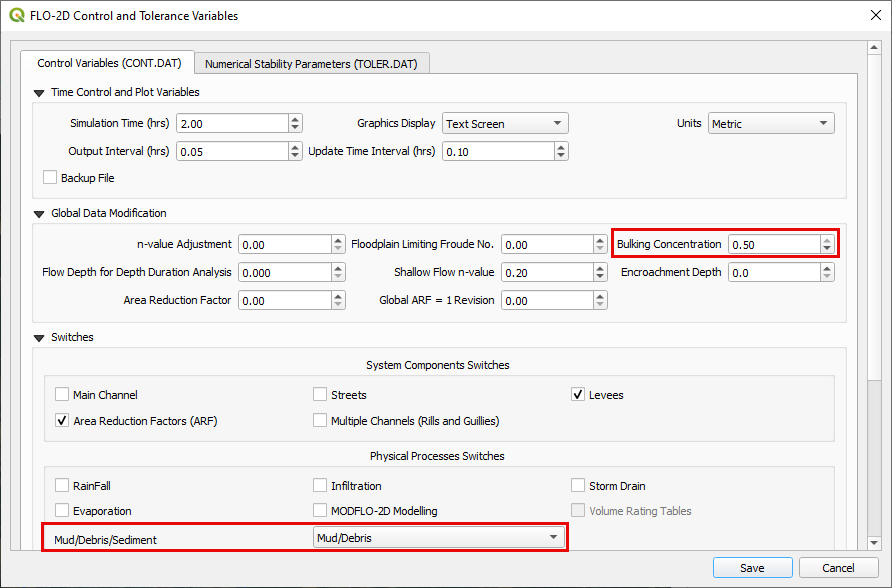 FLO-2D Control and Tolerance Variables
Control Variables (CONT.DAT) Numerical Stability Parameters (TOLER.DAT)
Time Control and Plot Variables
Simulation Time (hrs) 2.00 Graphics Display Text Screen Units Metric
Output Interval (hrs) 0.05 Update Time Interval (hrs) 0.10
Backup File
Global Data Modification
n-value Adjustment 0.00 Floodplain Limiting Froude No. 0.00 Bulking Concentration 0.50
Flow Depth for Depth Duration Analysis 0.000 Shallow Flow n-value 0.20 Encroachment Depth 0.0
Area Reduction Factor 0.00 Global ARF = 1 Revision 0.00
Switches
System Components Switches
Main Channel Streets Levees
Area Reduction Factors (ARF) Multiple Channels (Rills and Guillies)
Physical Processes Switches
RainFall Infiltration Storm Drain
Evaporation MODFLO-2D Modelling Volume Rating Tables
Mud/Debris/Sediment Mud/Debris
Save Cancel